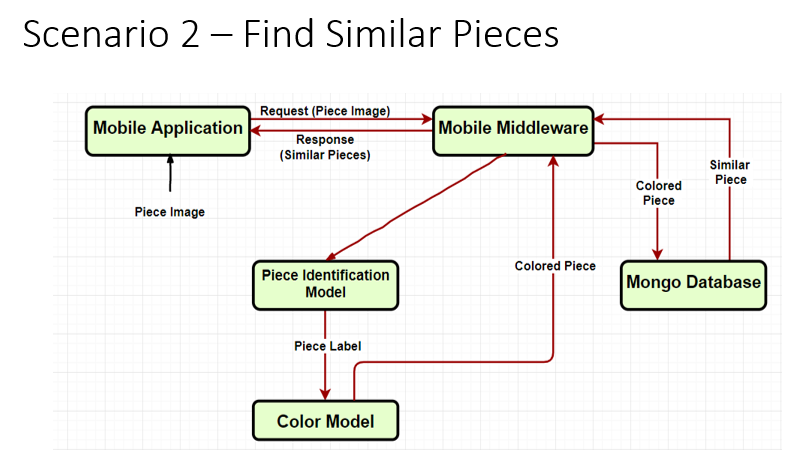 Scenario 2 – Find Similar Pieces
Request (Piece Image)
Mobile Application
Mobile Middleware
Response
(Similar Pieces)
Similar
Piece
Colored
Piece
Piece Image
Piece Identification
Model
Colored Piece
Mongo Database
Piece Label
Color Model